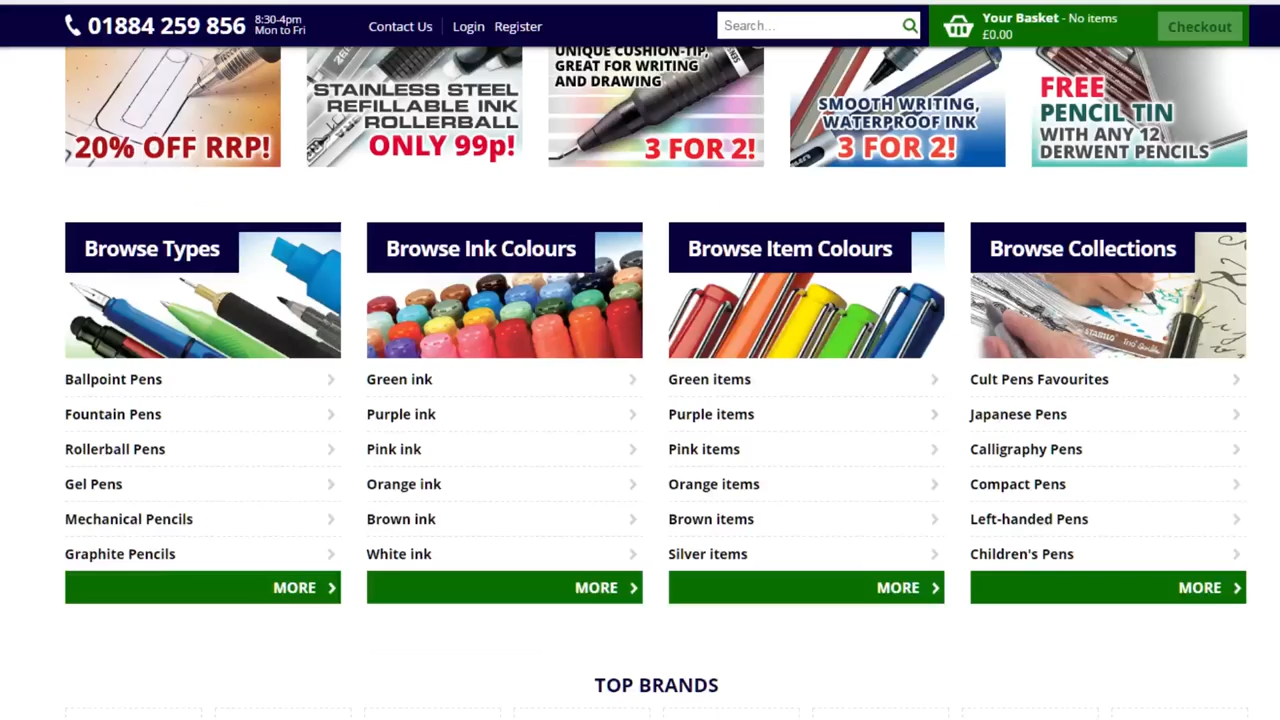 01884 259 856
8:30-4pm
Mon to Fri
Contact Us
Login
Register
Search...
Your Basket - No items
£0.00
Checkout
20% OFF RRP!
STAINLESS STEEL
REFILLABLE INK
ROLLERBALL
ONLY 99p!
UNIQUE CUSHION-TIP,
GREAT FOR WRITING
AND DRAWING
3 FOR 2!
SMOOTH WRITING,
WATERPROOF INK
3 FOR 2!
FREE
PENCIL TIN
WITH ANY 12
DERWENT PENCILS
Browse Types
Ballpoint Pens
Fountain Pens
Rollerball Pens
Gel Pens
Mechanical Pencils
Graphite Pencils
MORE
Browse Ink Colours
Green ink
Purple ink
Pink ink
Orange ink
Brown ink
White ink
MORE
Browse Item Colours
Green items
Purple items
Pink items
Orange items
Brown items
Silver items
MORE
Browse Collections
STABILO
Cult Pens Favourites
Japanese Pens
Calligraphy Pens
Compact Pens
Left-handed Pens
Children's Pens
MORE
TOP BRANDS